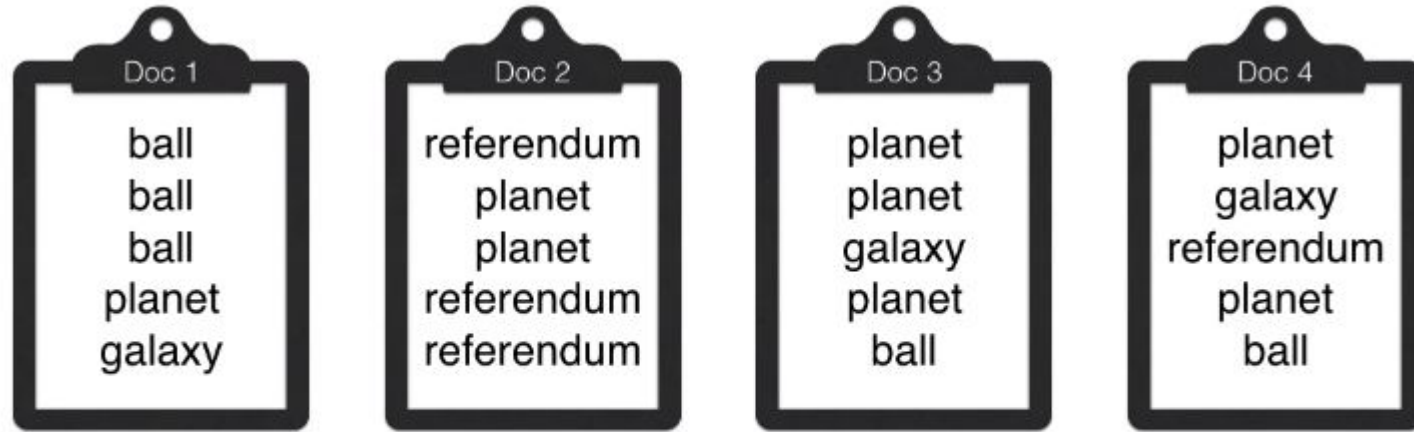 Doc 1
ball
ball
ball
planet
galaxy
Doc 2
referendum
planet
planet
referendum
referendum
Doc 3
planet
planet
galaxy
planet
ball
Doc 4
planet
galaxy
referendum
planet
ball